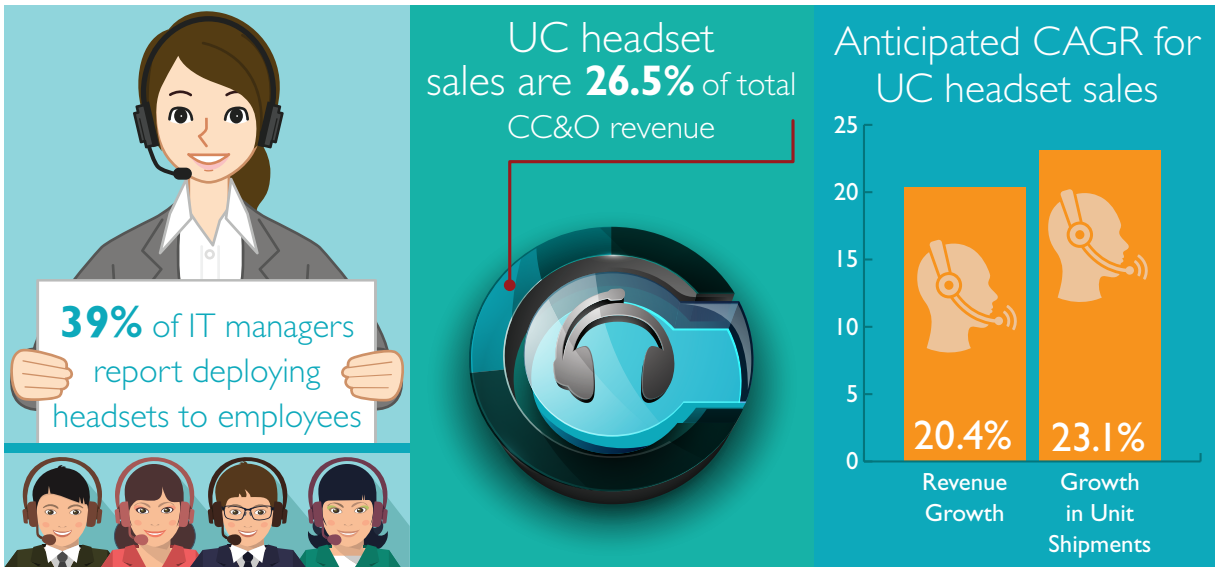 39% of IT managers
report deploying
headsets to employees
UC headset
sales are 26.5% of total
CC&O revenue
Anticipated CAGR for
UC headset sales
25
20
15
10
5
0
20.4%
23.1%
Revenue
Growth
Growth
in Unit
Shipments